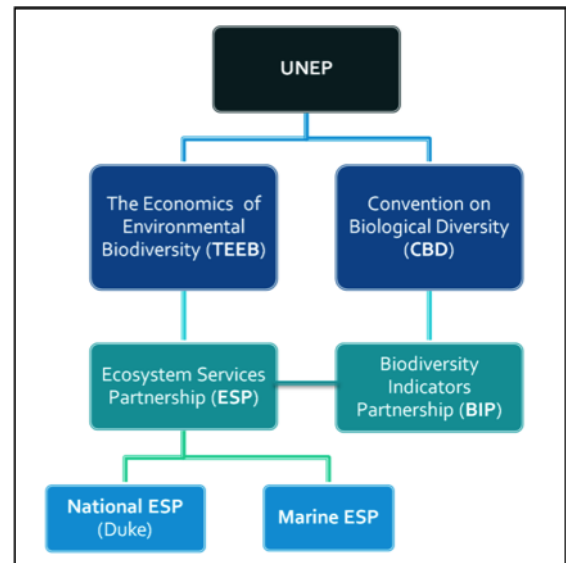 UNEP
The Economics of
Environmental
Biodiversity (TEEB)
Convention on
Biological Diversity
(CBD)
Ecosystem Services
Partnership (ESP)
Biodiversity
Indicators
Partnership (BIP)
National ESP
(Duke)
Marine ESP